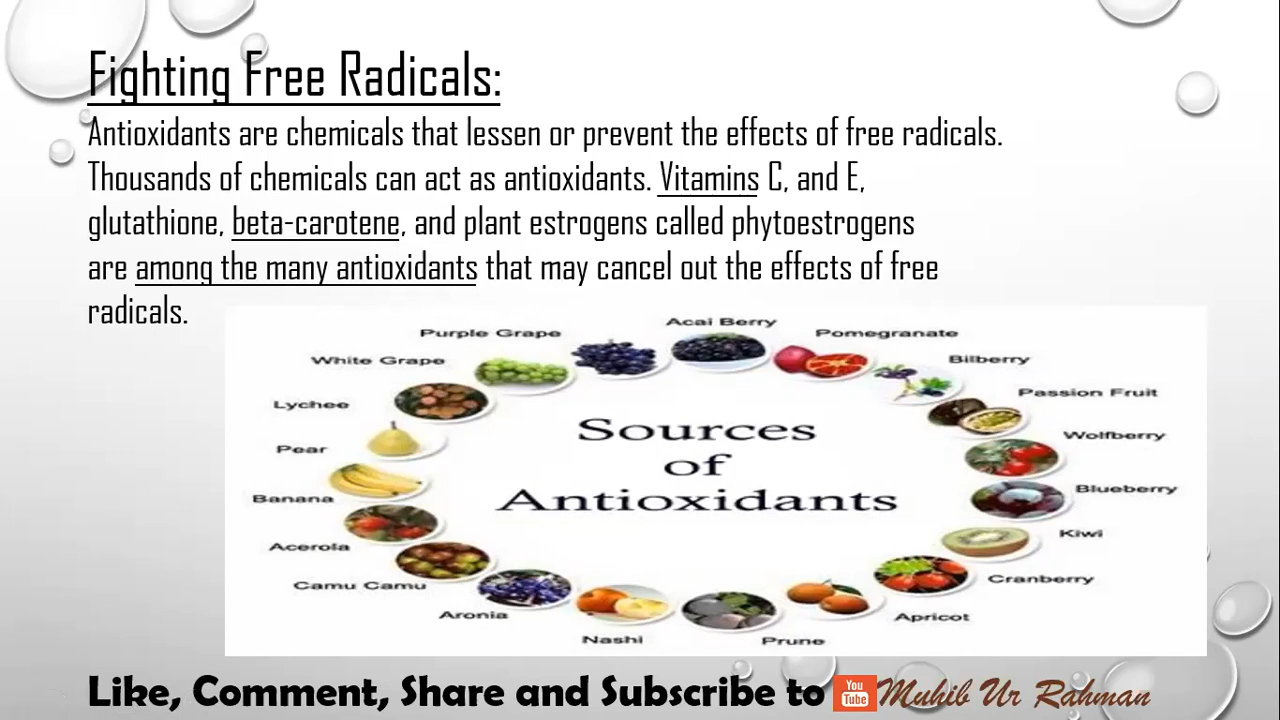 Fighting Free Radicals:
Antioxidants are chemicals that lessen or prevent the effects of free radicals.
Thousands of chemicals can act as antioxidants. Vitamins C, and E,
glutathione, beta-carotene, and plant estrogens called phytoestrogens
are among the many antioxidants that may cancel out the effects of free
radicals.
Acai Berry
Purple Grape
Pomegranate
White Grape
Bilberry
Passion Fruit
Lychee
Wolfberry
Pear
Blueberry
Banana
Kiwi
Acerola
Cranberry
Camu Camu
Apricot
Aronia
Nashi
Prune
Sources
of
Antioxidants
Like, Comment, Share and Subscribe to You Tube Muhib Ur Rahman